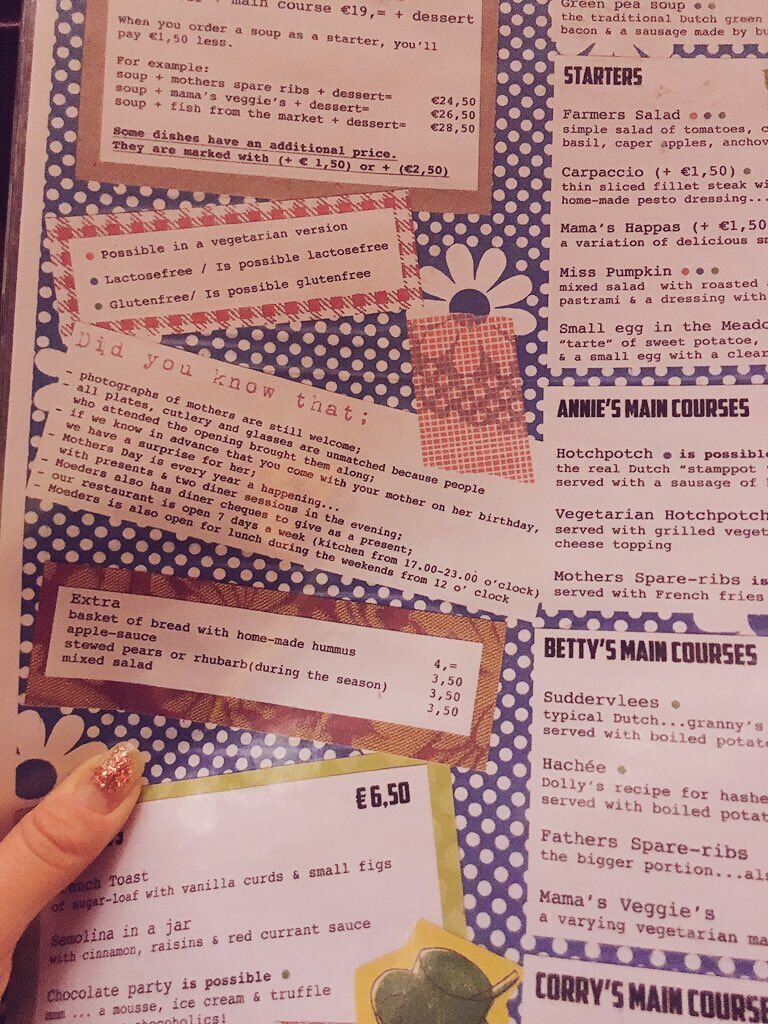 main course €19,= + dessert
when you order a soup as a starter, you'll
pay €1,50 less.
For example:
soup + mothers spare ribs + dessert= €24,50
soup + mama's veggie's + dessert= €26,50
soup + fish from the market + dessert= €28,50
Some dishes have an additional price.
They are marked with (+ € 1,50) or + (€2,50)
Possible in a vegetarian version
Lactosefree / Is possible lactosefree
Glutenfree/ Is possible glutenfree
Did you know that:
- photographs of mothers are still welcome;
- all plates, cutlery and glasses are unmatched because people
who attended the opening brought them along;
- if we know in advance that you come with your mother on her birthday,
we have a surprise for her;
- Mothers Day is every year a happening...
with presents & two diner sessions in the evening;
- Moeders also has diner cheques to give as a present;
- our restaurant is open 7 days a week (kitchen from 17.00-23.00 o'clock)
- Moeders is also open for lunch during the weekends from 12 o' clock
Extra
basket of bread with home-made hummus 4,=
apple-sauce 3,50
stewed pears or rhubarb(during the season) 3,50
mixed salad 3,50
€6,50
Toast
of sugar-loaf with vanilla curds & small figs
Semolina in a jar
with cinnamon, raisins & red currant sauce
Chocolate party is possible
mmm ... a mousse, ice cream & truffle
chocoholics!
Green pea soup
the traditional Dutch green
bacon & a sausage made by
STARTERS
Farmers Salad
simple salad of tomatoes,
basil, caper apples,
Carpaccio (+ €1,50)
thin sliced fillet steak
home-made pesto dressing...
Mama's Happas (+ €1,50
a variation of delicious
Miss Pumpkin
mixed salad with roasted
pastrami & a dressing with
Small egg in the
"tarte" of sweet potatoe,
& a small egg with a clear
ANNIE'S MAIN COURSES
Hotchpotch is
the real Dutch "stamppot
served with a sausage of
Vegetarian Hotchpotch
served with grilled
cheese topping
Mothers Spare-ribs is
served with French fries
BETTY'S MAIN COURSES
Suddervlees
typical Dutch...granny's
served with boiled
Hachée
Dolly's recipe for
served with boiled
Fathers Spare-ribs
the bigger portion...
Mama's Veggie's
a varying vegetarian
CORRY'S MAIN